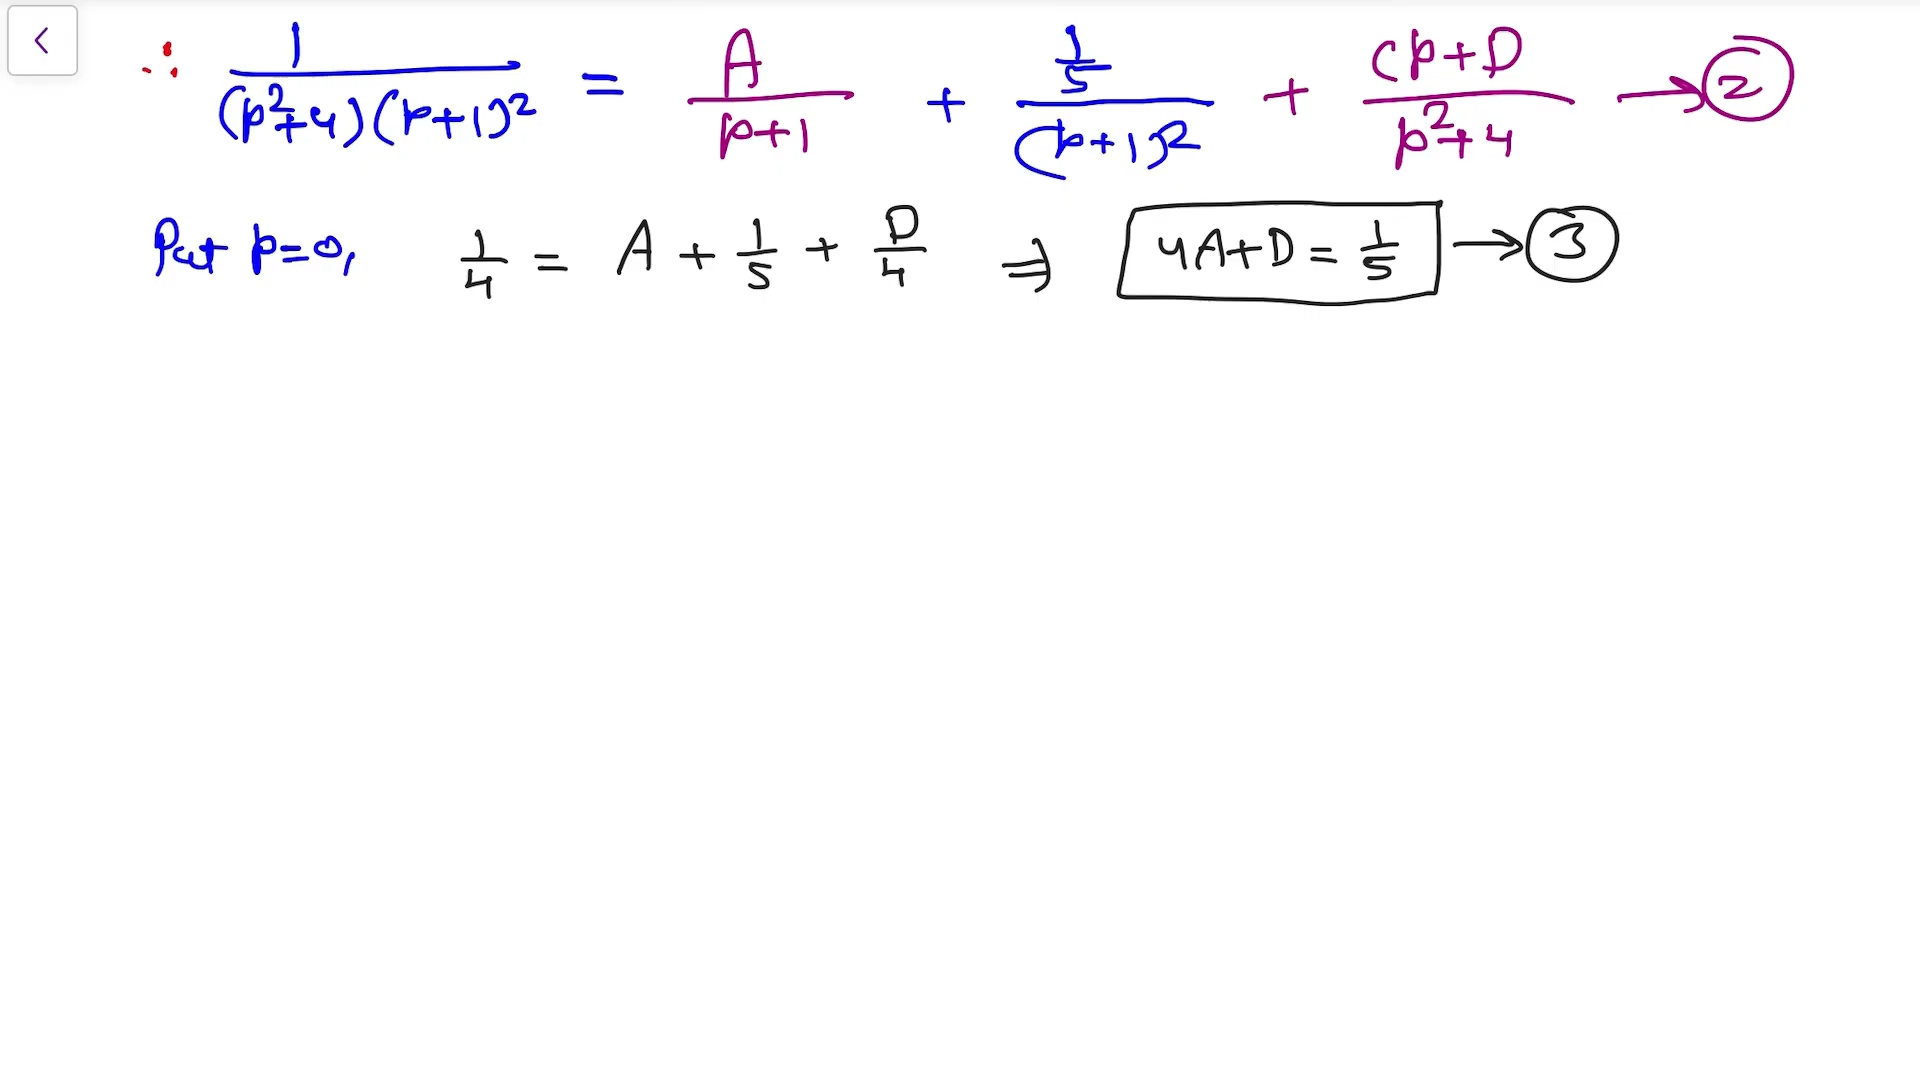 ∴ 1/((p²+4)(p+1)²) = A/(p+1) + (1/5)/((p+1)²) + (Cp+D)/(p²+4) → ②
Put p=0, 1/4 = A + 1/5 + D/4 ⇒ 4A+D = 1/5 → ③